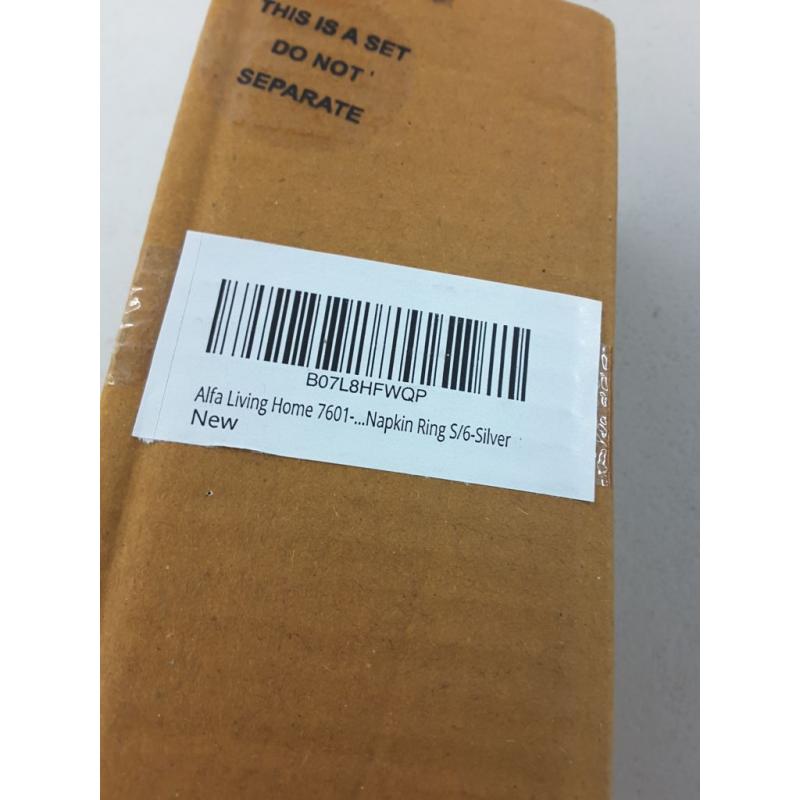 THIS IS A SET
DO NOT
SEPARATE
B07L8HFWQP
Alfa Living Home 7601-...Napkin Ring S/6-Silver
New